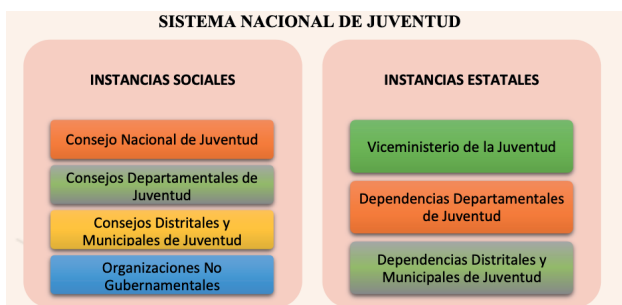 SISTEMA NACIONAL DE JUVENTUD
INSTANCIAS SOCIALES
Consejo Nacional de Juventud
Consejos Departamentales de
Juventud
Consejos Distritales y
Municipales de Juventud
Organizaciones No
Gubernamentales
INSTANCIAS ESTATALES
Viceministerio de la Juventud
Dependencias Departamentales
de Juventud
Dependencias Distritales y
Municipales de Juventud